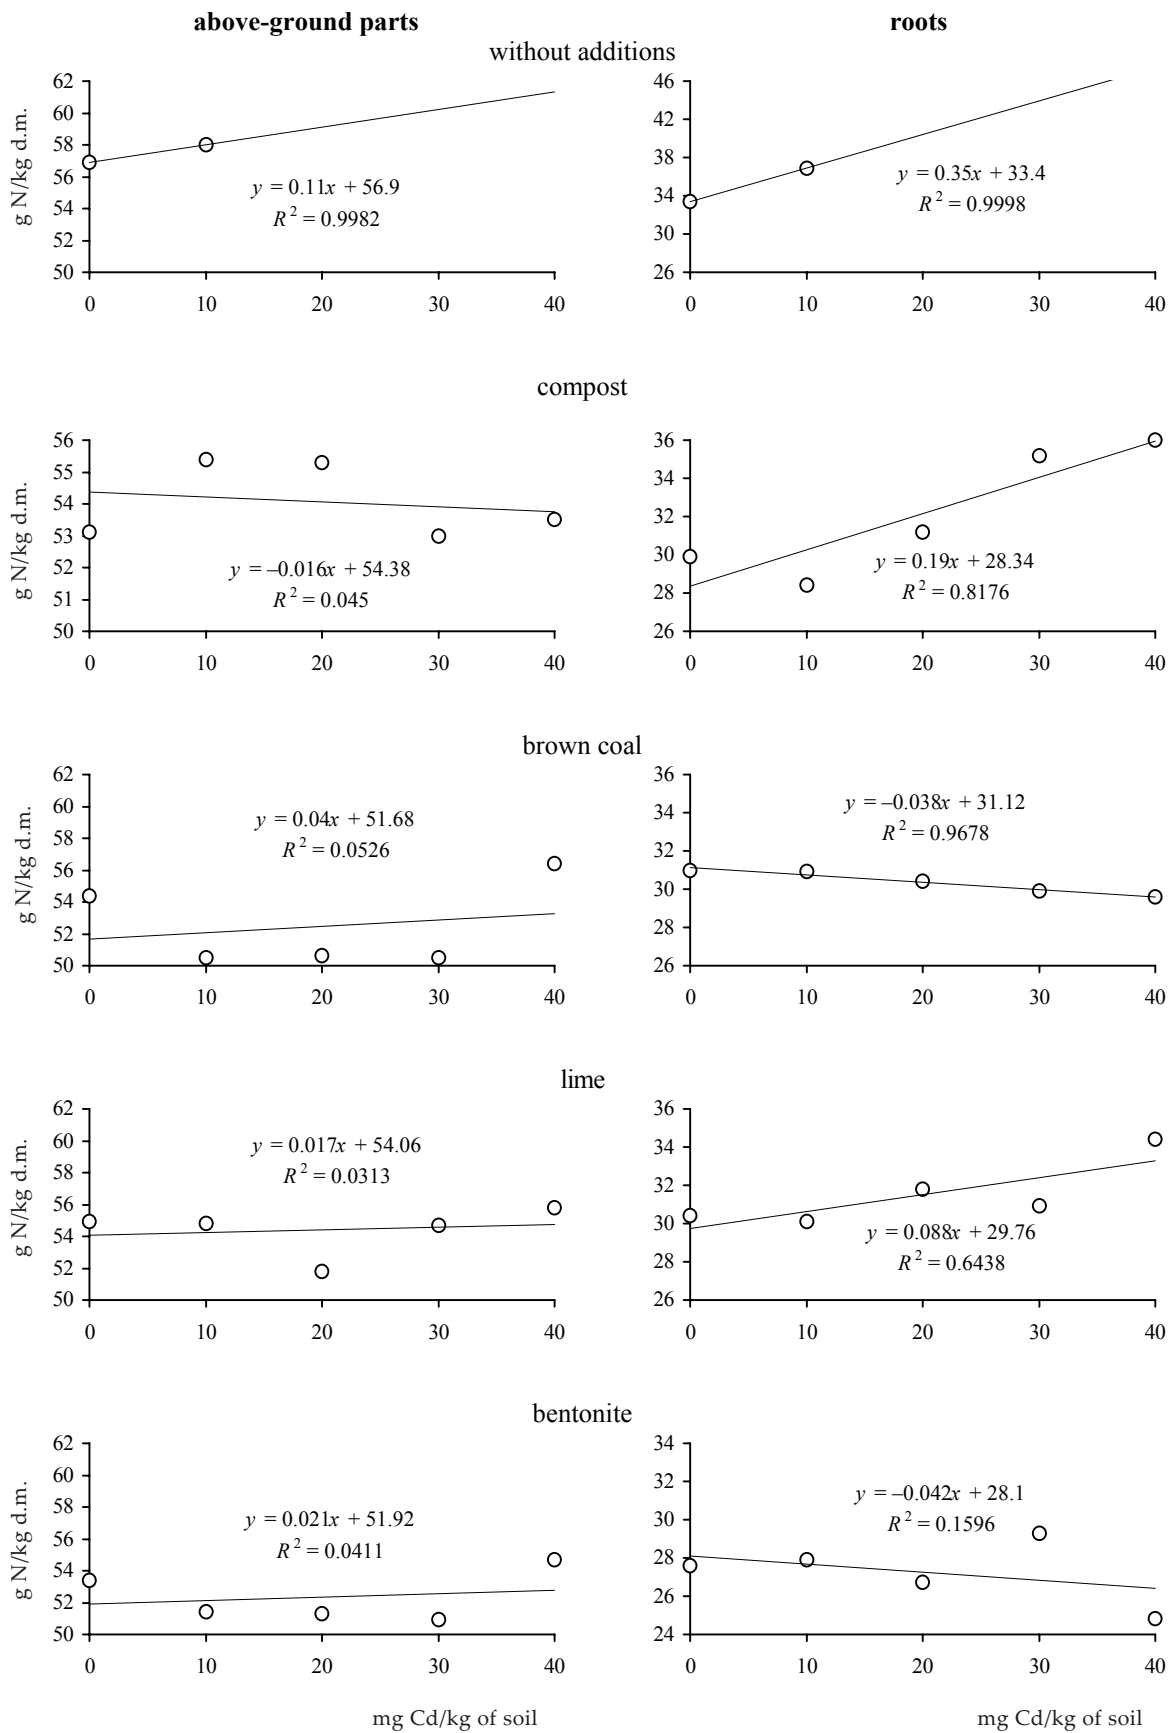 above-ground parts
roots
without additions
g N/kg d.m.
62
60
58
56
54
52
50
y = 0.11x + 56.9
R² = 0.9982
0 10 20 30 40
46
42
38
34
30
26
y = 0.35x + 33.4
R² = 0.9998
0 10 20 30 40
compost
g N/kg d.m.
56
55
54
53
52
51
50
y = –0.016x + 54.38
R² = 0.045
0 10 20 30 40
36
34
32
30
28
26
y = 0.19x + 28.34
R² = 0.8176
0 10 20 30 40
brown coal
g N/kg d.m.
62
60
58
56
54
52
50
y = 0.04x + 51.68
R² = 0.0526
0 10 20 30 40
36
34
31
30
28
26
y = –0.038x + 31.12
R² = 0.9678
0 10 20 30 40
lime
g N/kg d.m.
62
60
58
56
54
52
50
y = 0.017x + 54.06
R² = 0.0313
0 10 20 30 40
36
34
32
30
28
26
y = 0.088x + 29.76
R² = 0.6438
0 10 20 30 40
bentonite
g N/kg d.m.
62
60
58
56
54
52
50
y = 0.021x + 51.92
R² = 0.0411
0 10 20 30 40
34
32
30
28
26
24
y = –0.042x + 28.1
R² = 0.1596
0 10 20 30 40
mg Cd/kg of soil
mg Cd/kg of soil